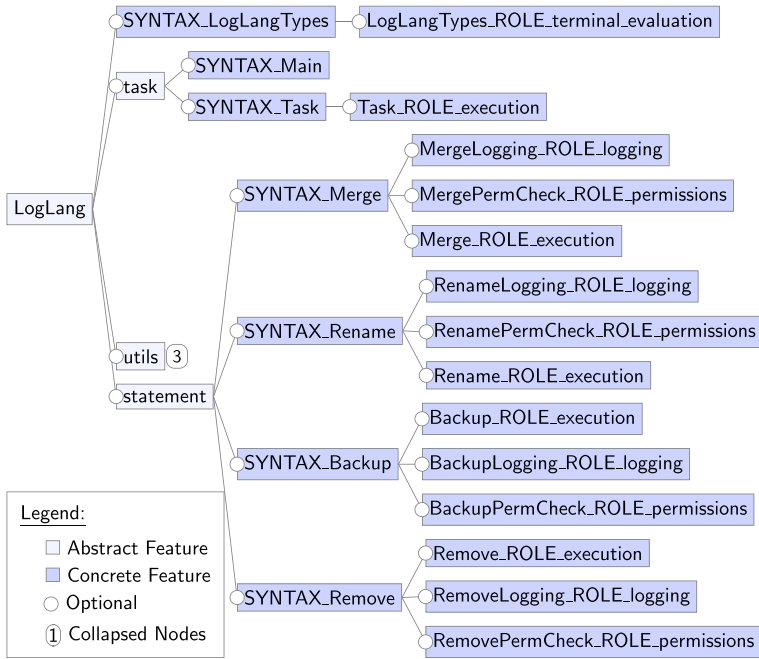 SYNTAX_LogLangTypes
LogLangTypes_ROLE_terminal_evaluation
SYNTAX_Main
task
SYNTAX_Task
Task_ROLE_execution
MergeLogging_ROLE_logging
SYNTAX_Merge
MergePermCheck_ROLE_permissions
LogLang
Merge_ROLE_execution
RenameLogging_ROLE_logging
SYNTAX_Rename
RenamePermCheck_ROLE_permissions
utils
3
Rename_ROLE_execution
statement
Backup_ROLE_execution
SYNTAX_Backup
BackupLogging_ROLE_logging
BackupPermCheck_ROLE_permissions
Remove_ROLE_execution
SYNTAX_Remove
RemoveLogging_ROLE_logging
RemovePermCheck_ROLE_permissions
Legend:
Abstract Feature
Concrete Feature
Optional
1 Collapsed Nodes